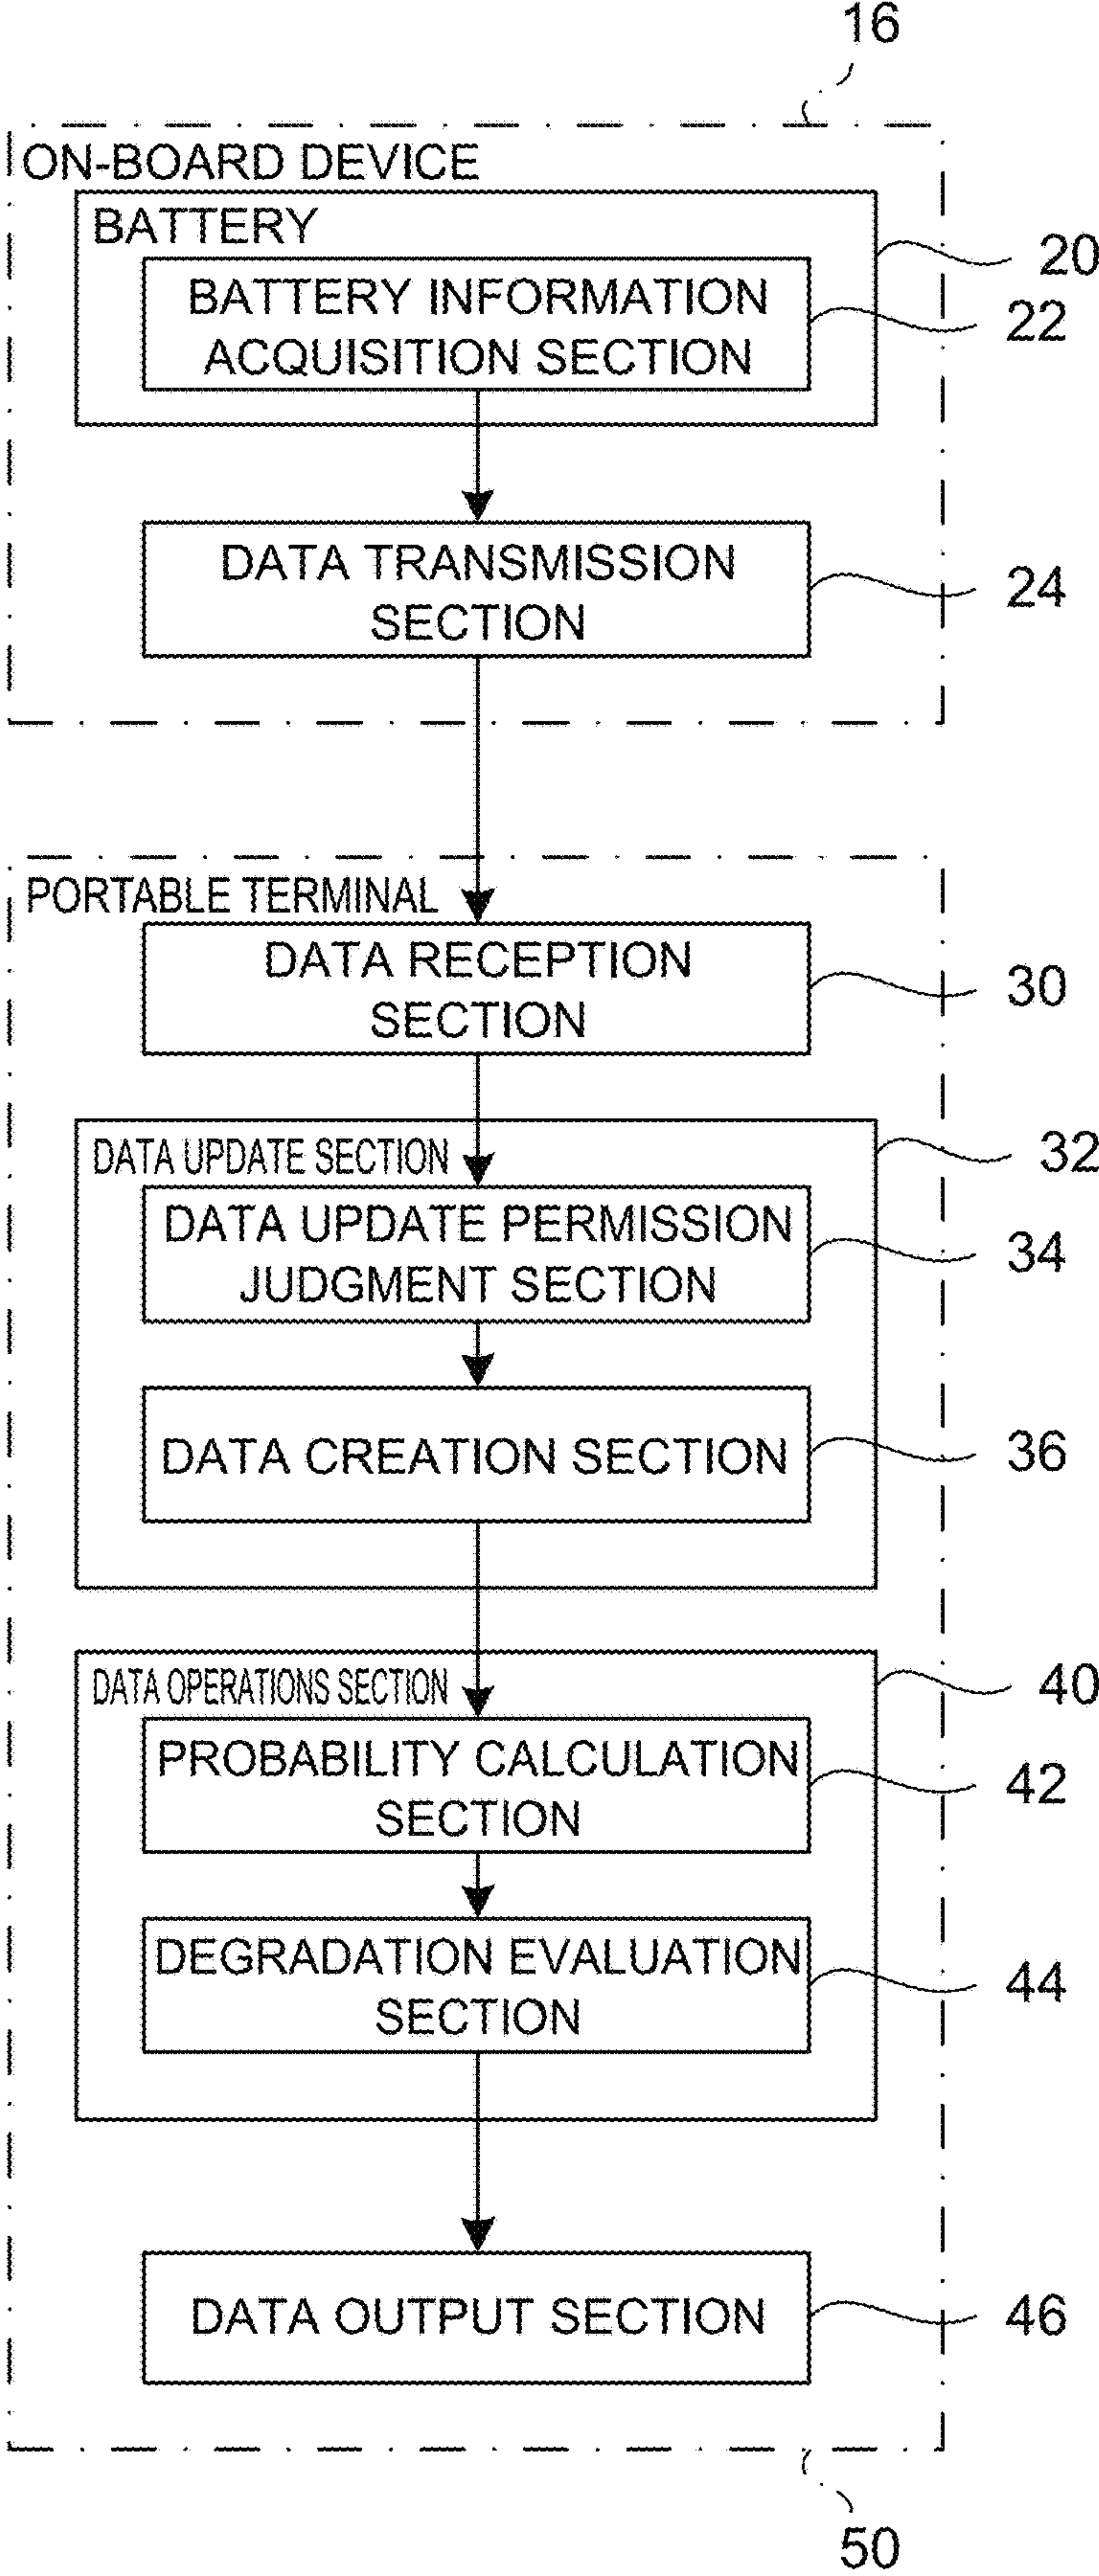 16
ON-BOARD DEVICE
BATTERY
20
BATTERY INFORMATION
ACQUISITION SECTION
22
DATA TRANSMISSION
SECTION
24
PORTABLE TERMINAL
DATA RECEPTION
SECTION
30
DATA UPDATE SECTION
32
DATA UPDATE PERMISSION
JUDGMENT SECTION
34
DATA CREATION SECTION
36
DATA OPERATIONS SECTION
40
PROBABILITY CALCULATION
SECTION
42
DEGRADATION EVALUATION
SECTION
44
DATA OUTPUT SECTION
46
50